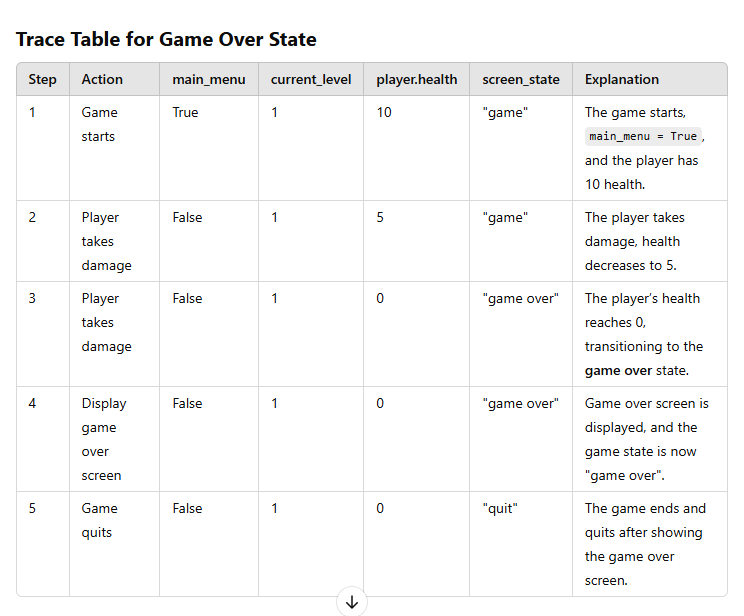 Trace Table for Game Over State
Step Action main_menu current_level player.health screen_state Explanation
1 Game starts True 1 10 "game" The game starts, main_menu = True, and the player has 10 health.
2 Player takes damage False 1 5 "game" The player takes damage, health decreases to 5.
3 Player takes damage False 1 0 "game over" The player’s health reaches 0, transitioning to the game over state.
4 Display game over screen False 1 0 "game over" Game over screen is displayed, and the game state is now "game over".
5 Game quits False 1 0 "quit" The game ends and quits after showing the game over screen.